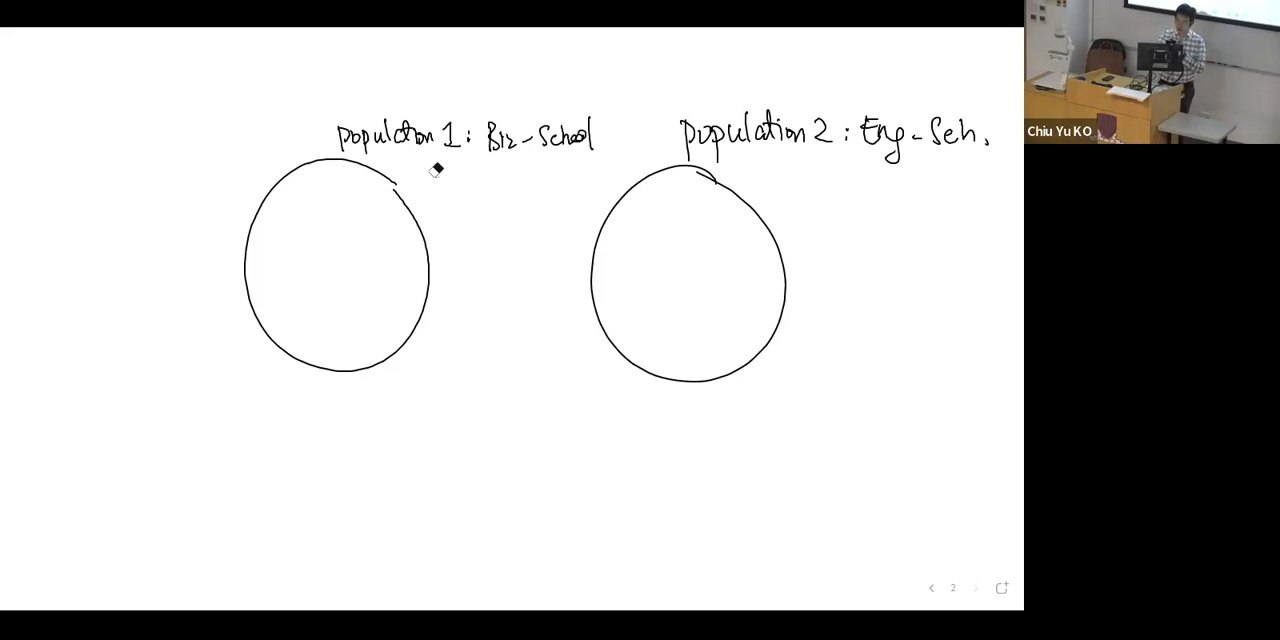 population 1 : Biz-School
population 2 : Eng-Sch.
Chiu Yu KO
2